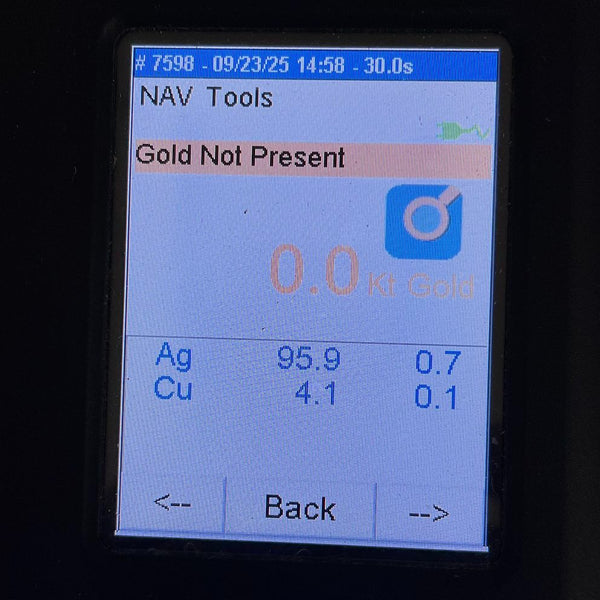 # 7598 - 09/23/25 14:58 - 30.0s
NAV Tools
Gold Not Present
0.0 Kt Gold
Ag 95.9 0.7
Cu 4.1 0.1
<-- Back -->